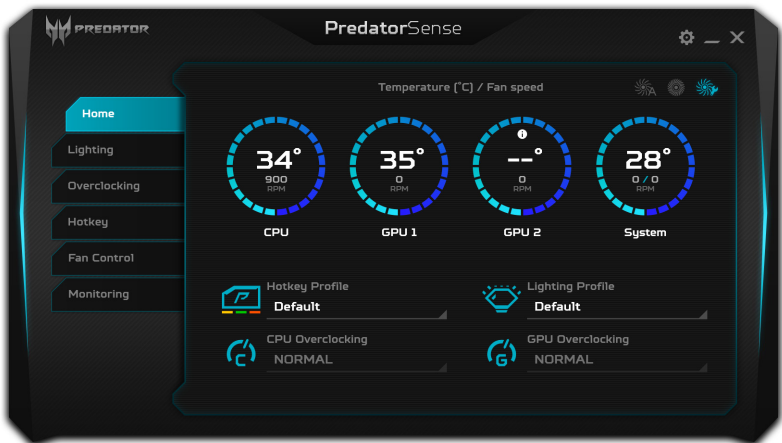 PREDATOR
PredatorSense
Temperature (°C) / Fan speed
A
Home
Lighting
Overclocking
Hotkey
Fan Control
Monitoring
34°
900
RPM
CPU
35°
0
RPM
GPU 1
i
--°
0
RPM
GPU 2
28°
0 / 0
RPM
System
P
Hotkey Profile
Default
Lighting Profile
Default
C
CPU Overclocking
NORMAL
G
GPU Overclocking
NORMAL